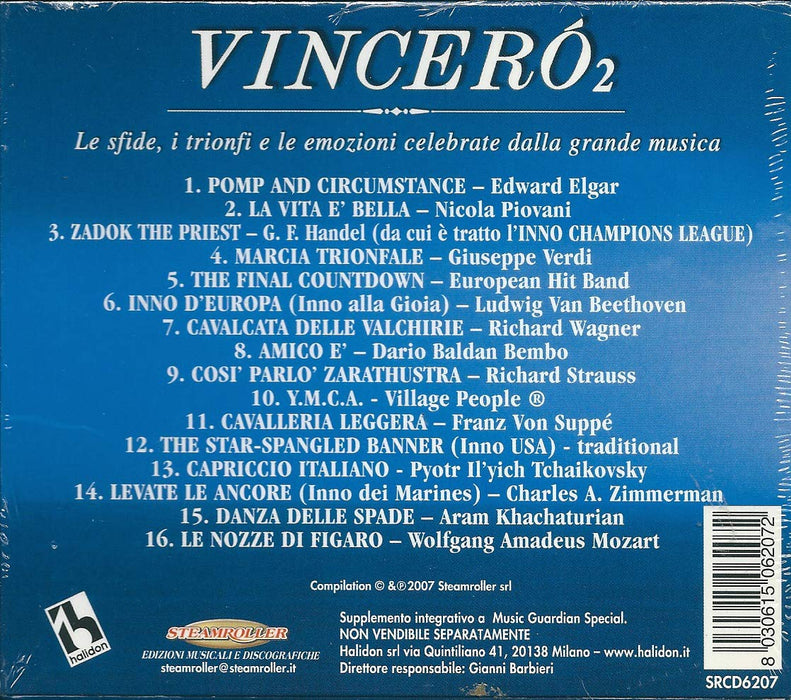 VINCERÓ2
Le sfide, i trionfi e le emozioni celebrate dalla grande musica
1. POMP AND CIRCUMSTANCE – Edward Elgar
2. LA VITA E' BELLA – Nicola Piovani
3. ZADOK THE PRIEST – G. F. Handel (da cui è tratto l'INNO CHAMPIONS LEAGUE)
4. MARCIA TRIONFALE – Giuseppe Verdi
5. THE FINAL COUNTDOWN – European Hit Band
6. INNO D'EUROPA (Inno alla Gioia) – Ludwig Van Beethoven
7. CAVALCATA DELLE VALCHIRIE – Richard Wagner
8. AMICO E' – Dario Baldan Bembo
9. COSI' PARLO' ZARATHUSTRA – Richard Strauss
10. Y.M.C.A. - Village People ®
11. CAVALLERIA LEGGERA – Franz Von Suppé
12. THE STAR-SPANGLED BANNER (Inno USA) - traditional
13. CAPRICCIO ITALIANO - Pyotr Il'yich Tchaikovsky
14. LEVATE LE ANCORE (Inno dei Marines) – Charles A. Zimmerman
15. DANZA DELLE SPADE – Aram Khachaturian
16. LE NOZZE DI FIGARO – Wolfgang Amadeus Mozart
Compilation © &℗2007 Steamroller srl
halidon
STEAMROLLER
EDIZIONI MUSICALI E DISCOGRAFICHE
steamroller@steamroller.it
Supplemento integrativo a Music Guardian Special.
NON VENDIBILE SEPARATAMENTE
Halidon srl via Quintiliano 41, 20138 Milano – www.halidon.it
Direttore responsabile: Gianni Barbieri
8 030615 062072
SRCD6207